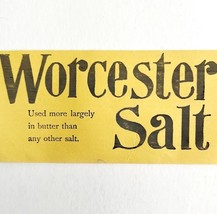 Worcester
Used more largely
in butter than
any other salt.
Salt